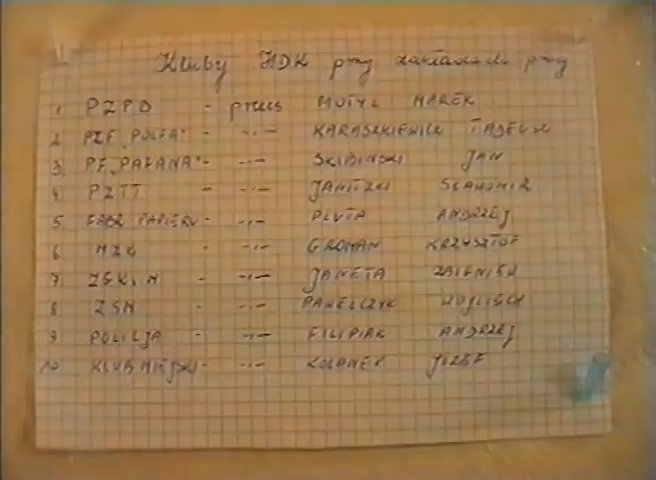 Kluby HDK przy zakładach pracy
1 PZPD - prezes MOTYL MAREK
2 PZF "POLFA" - -"- KARASZKIEWICZ TADEUSZ
3. PF. "PAFANA" - -"- SKIBIŃSKI JAN
4 PZTT - -"- JANICKI SŁAWOMIR
5 FABR PAPIERU - -"- PLUTA ANDRZEJ
6 MZK - -"- GROMAN KRZYSZTOF
7 ZGKiM - -"- JANETA ZBIGNIEW
8 ZSM - -"- PAWELCZYK WOJCIECH
9 POLICJA - -"- FILIPIAK ANDRZEJ
10 KLUB MIEJSKI - -"- KOLANEK JÓZEF